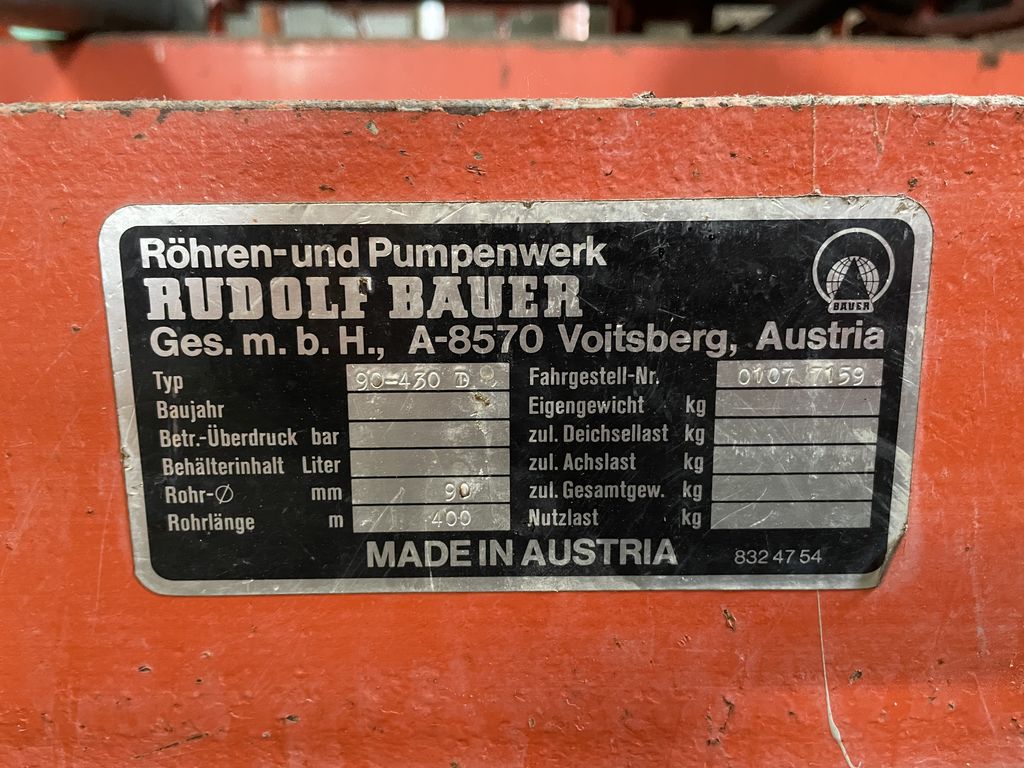 Röhren-und Pumpenwerk
RUDOLF BAUER
BAUER
Ges. m. b. H., A-8570 Voitsberg, Austria
Typ 90-430 D Fahrgestell-Nr. 0107 7159
Baujahr Eigengewicht kg
Betr.-Überdruck bar zul. Deichsellast kg
Behälterinhalt Liter zul. Achslast kg
Rohr-Ø mm 90 zul. Gesamtgew. kg
Rohrlänge m 400 Nutzlast kg
MADE IN AUSTRIA 832 47 54